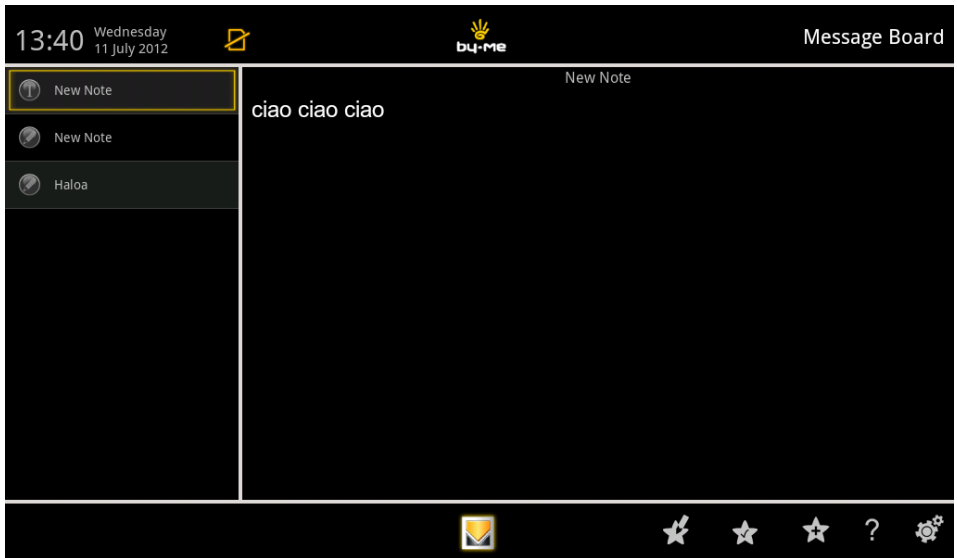 13:40
Wednesday
11 July 2012
by-me
Message Board
New Note
New Note
Haloa
New Note
ciao ciao ciao
?